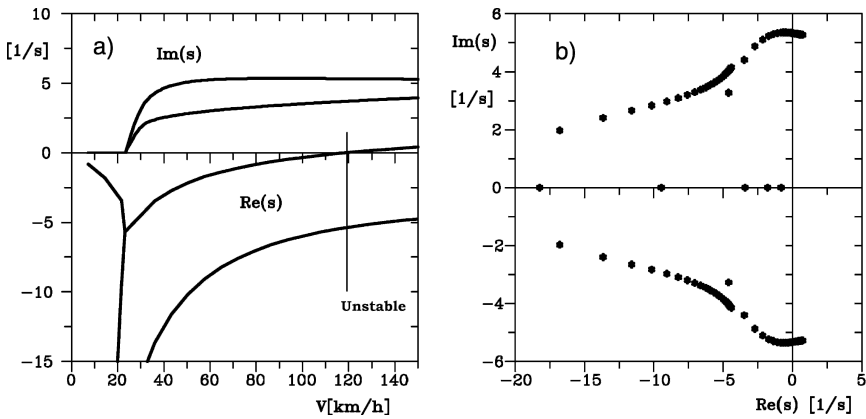 10
[1/s]
a)
Im(s)
5
0
Re(s)
−5
−10
Unstable
−15
0 20 40 60 80 100 120 140
V[km/h]
6
Im(s)
b)
4
[1/s]
2
0
−2
−4
−6
−20 −15 −10 −5 0 5
Re(s) [1/s]